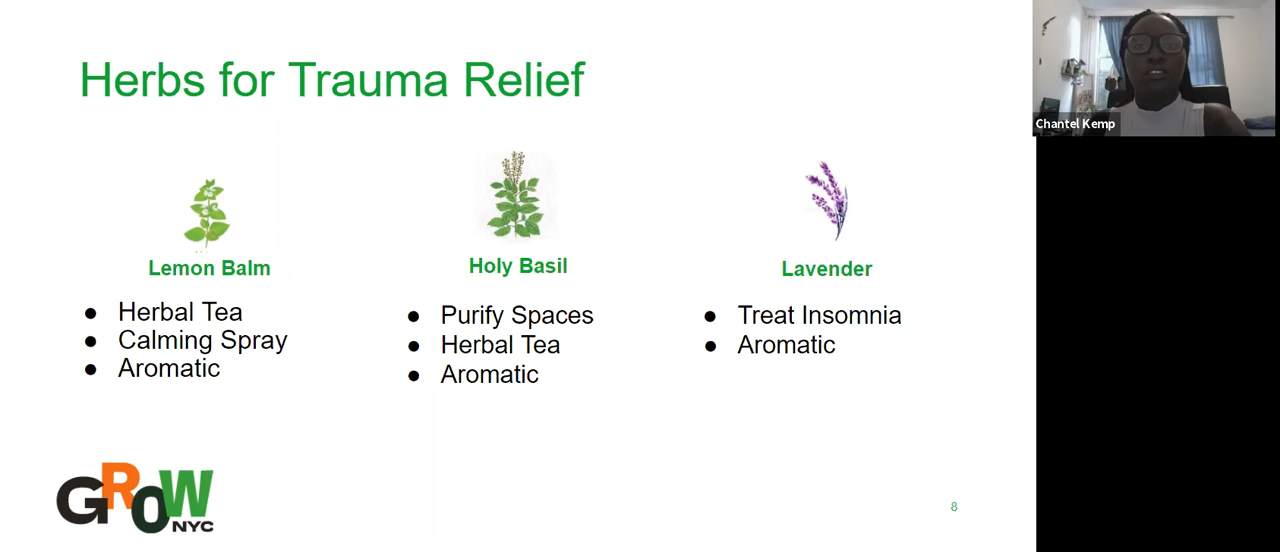 Herbs for Trauma Relief
Chantel Kemp
Lemon Balm
● Herbal Tea
● Calming Spray
● Aromatic
Holy Basil
● Purify Spaces
● Herbal Tea
● Aromatic
Lavender
● Treat Insomnia
● Aromatic
GROW
NYC
8